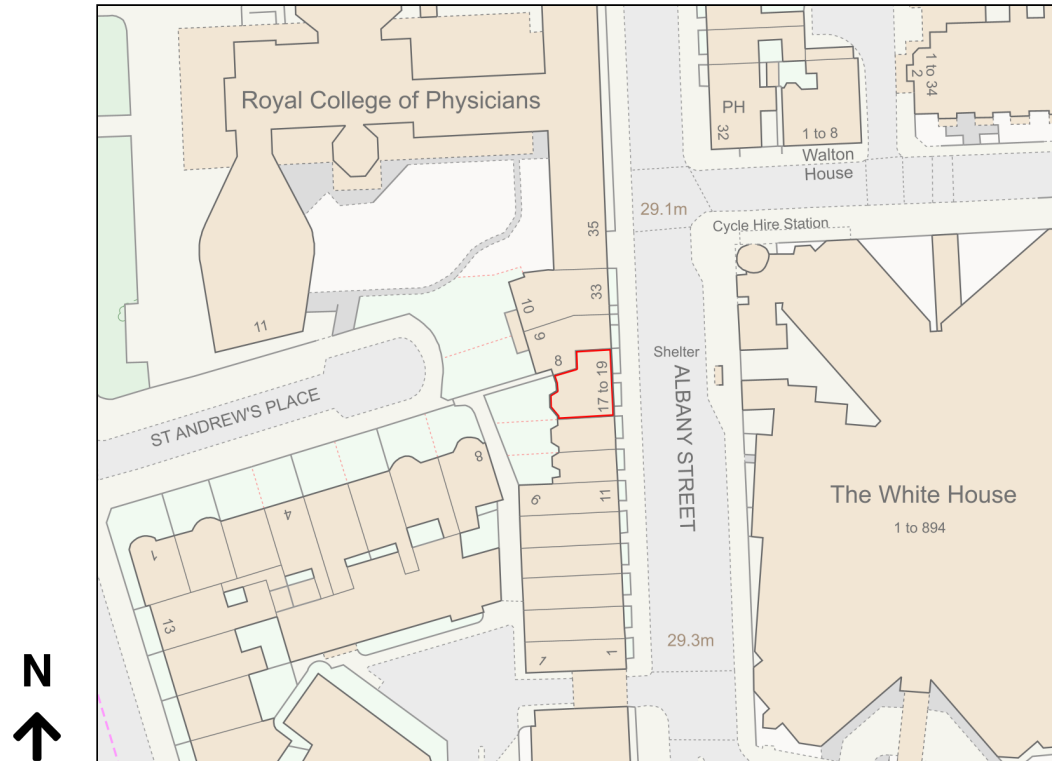 Royal College of Physicians
PH
32
1 to 8
Walton
House
1 to 34
2
29.1m
Cycle Hire Station
35
33
10
9
8
11
17 to 19
Shelter
ALBANY STREET
ST ANDREW'S PLACE
8
4
1
13
9
11
The White House
1 to 894
29.3m
7
1
N